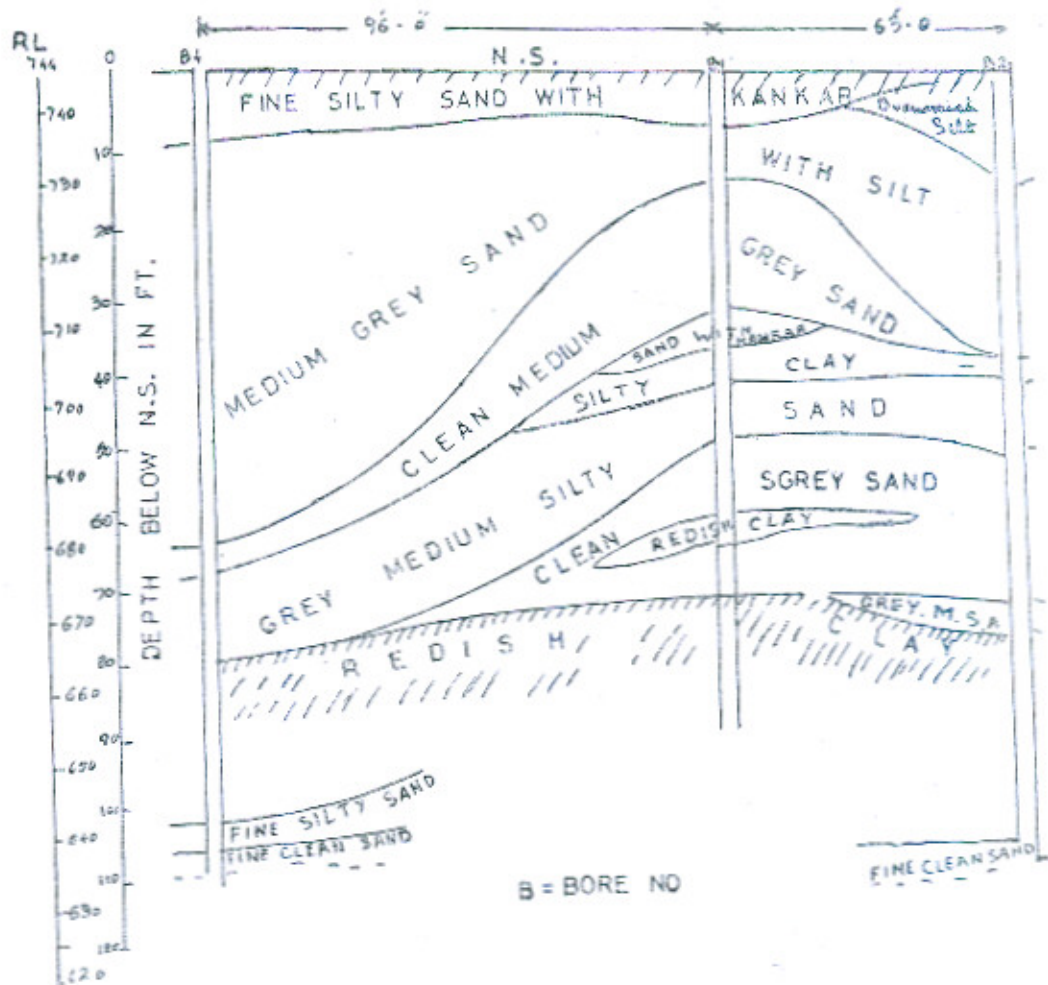 96'-0"
65'-0
RL
744
0
B4
N.S.
B2
FINE SILTY SAND WITH KANKAR
Silt
740
10
730
WITH SILT
20
MEDIUM GREY SAND
GREY SAND
30
710
CLEAN MEDIUM
SAND WITH
CLAY
40
SILTY
700
SAND
50
SGREY SAND
GREY MEDIUM SILTY
60
REDISH CLAY
680
CLEAN
70
GREY. M.S.A
670
REDISH CLAY
80
660
90
650
FINE SILTY SAND
640
FINE CLEAN SAND
FINE CLEAN SAND
110
630
DEPTH BELOW N.S. IN FT.
B = BORE NO